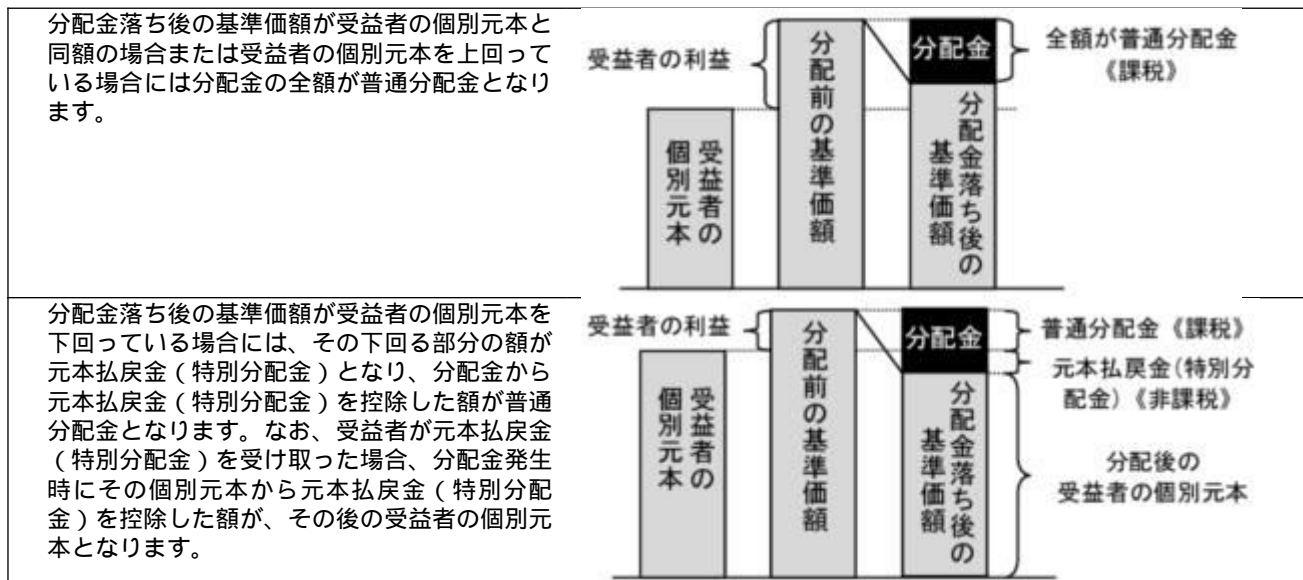 分配金落ち後の基準価額が受益者の個別元本と
同額の場合または受益者の個別元本を上回って
いる場合には分配金の全額が普通分配金となり
ます。
受益者の利益
受益者の
個別元本
分配前の基準価額
分配金
分配金落ち後の
基準価額
全額が普通分配金
《課税》
分配金落ち後の基準価額が受益者の個別元本を
下回っている場合には、その下回る部分の額が
元本払戻金（特別分配金）となり、分配金から
元本払戻金（特別分配金）を控除した額が普通
分配金となります。なお、受益者が元本払戻金
（特別分配金）を受け取った場合、分配金発生
時にその個別元本から元本払戻金（特別分配
金）を控除した額が、その後の受益者の個別元
本となります。
受益者の利益
受益者の
個別元本
分配前の基準価額
分配金
分配金落ち後の
基準価額
普通分配金《課税》
元本払戻金(特別分
配金)《非課税》
分配後の
受益者の個別元本